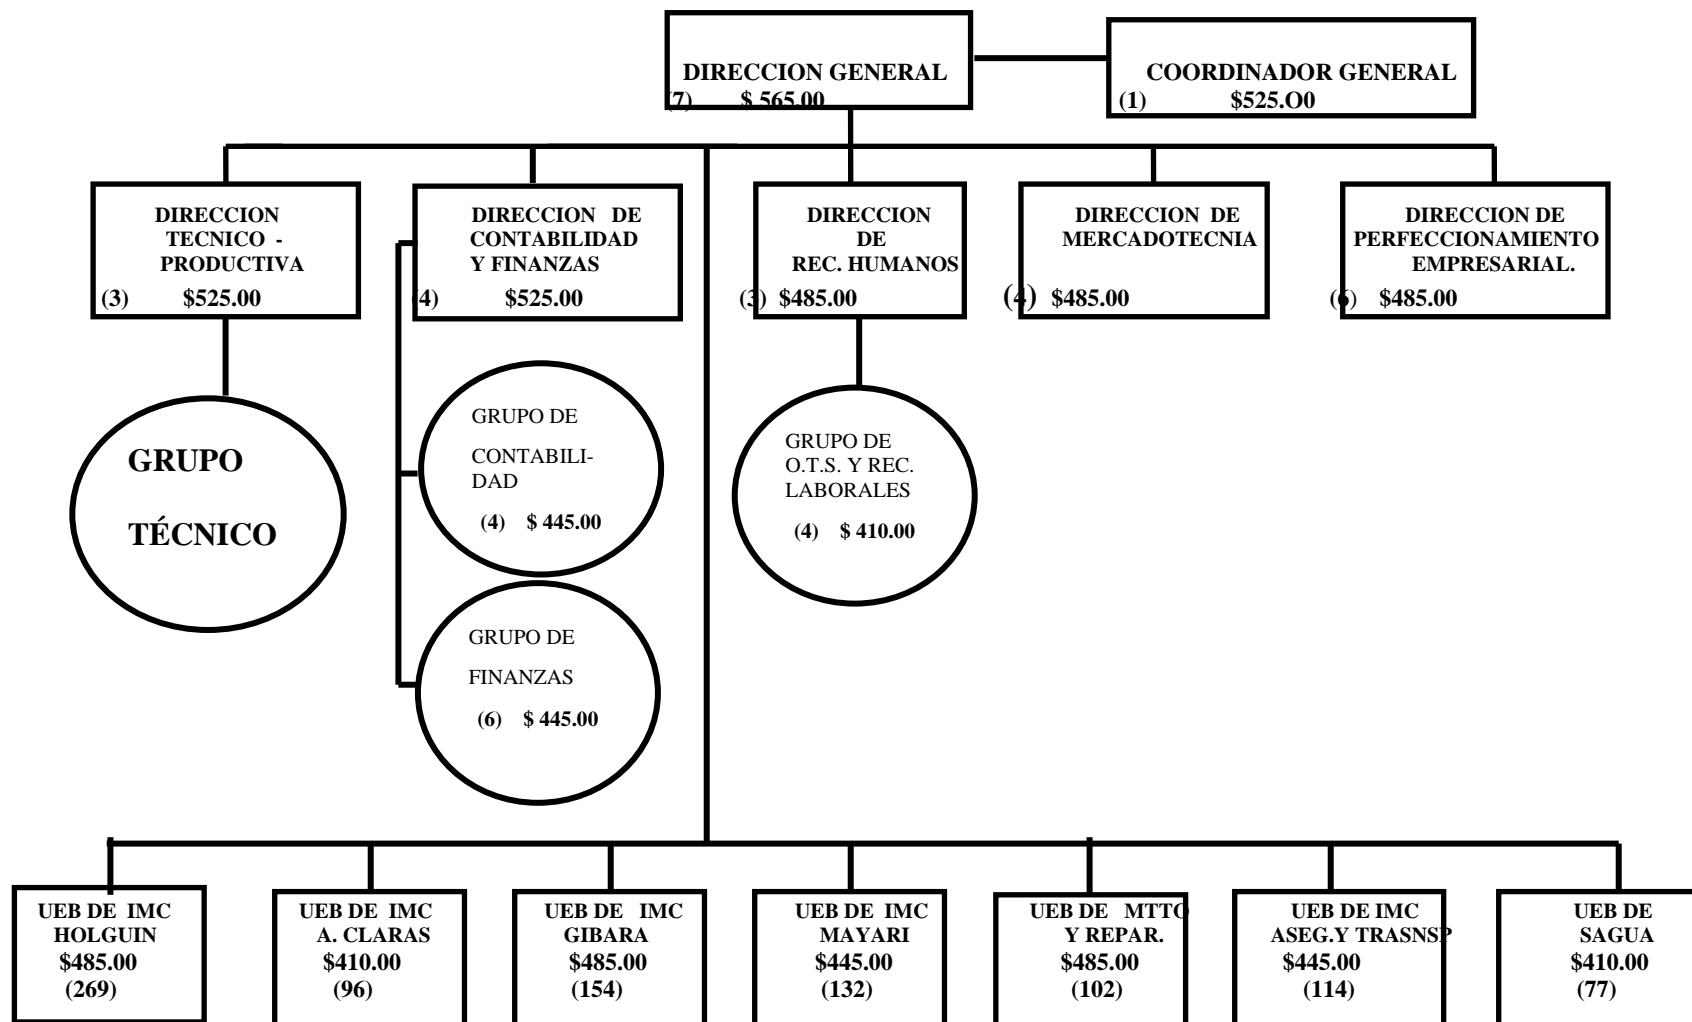 DIRECCION GENERAL
(7) $ 565.00
COORDINADOR GENERAL
(1) $525.O0
DIRECCION
TECNICO -
PRODUCTIVA
(3) $525.00
DIRECCION DE
CONTABILIDAD
Y FINANZAS
(4) $525.00
DIRECCION
DE
REC. HUMANOS
(3) $485.00
DIRECCION DE
MERCADOTECNIA
(4) $485.00
DIRECCION DE
PERFECCIONAMIENTO
EMPRESARIAL.
(6) $485.00
GRUPO
TÉCNICO
GRUPO DE
CONTABILI-
DAD
(4) $ 445.00
GRUPO DE
O.T.S. Y REC.
LABORALES
(4) $ 410.00
GRUPO DE
FINANZAS
(6) $ 445.00
UEB DE IMC
HOLGUIN
$485.00
(269)
UEB DE IMC
A. CLARAS
$410.00
(96)
UEB DE IMC
GIBARA
$485.00
(154)
UEB DE IMC
MAYARI
$445.00
(132)
UEB DE MTTO
Y REPAR.
$485.00
(102)
UEB DE IMC
ASEG.Y TRASNSP
$445.00
(114)
UEB DE
SAGUA
$410.00
(77)